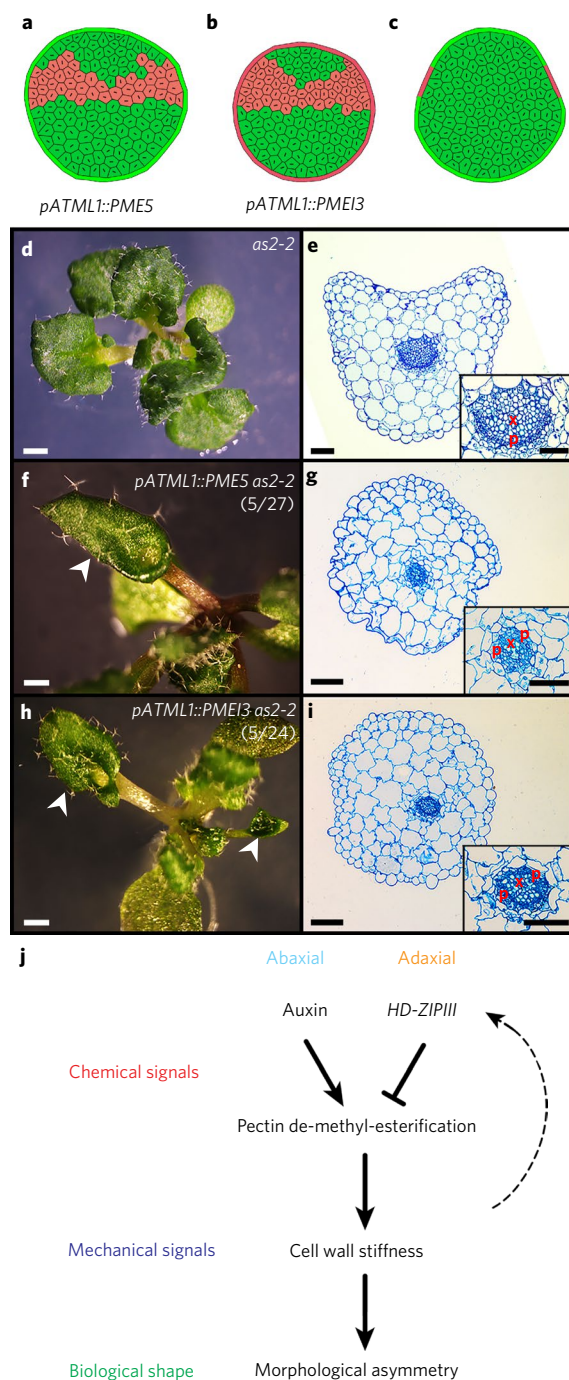 a
b
c
pATML1::PME5
pATML1::PMEI3
d
as2-2
e
x
p
f
pATML1::PME5 as2-2
(5/27)
g
p x p
h
pATML1::PMEI3 as2-2
(5/24)
i
p x p
j
Abaxial Adaxial
Auxin HD-ZIPIII
Chemical signals
Pectin de-methyl-esterification
Mechanical signals Cell wall stiffness
Biological shape Morphological asymmetry